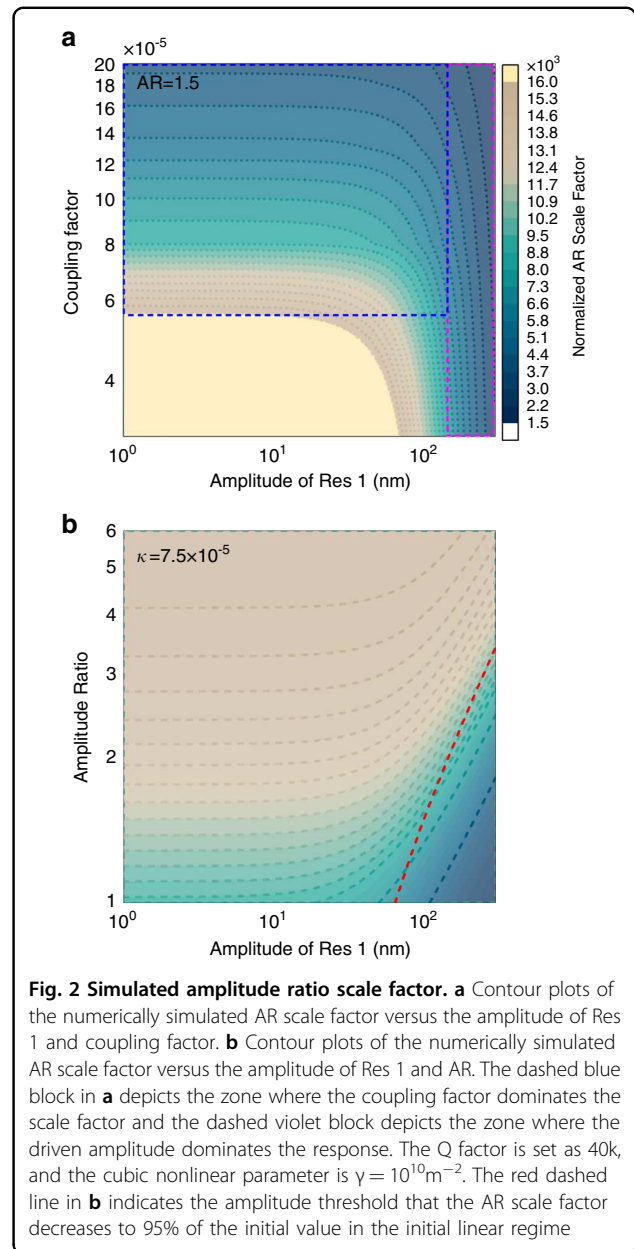 a
×10-5
20
18
16
14
12
10
8
6
4
AR=1.5
Coupling factor
10⁰
10¹
10²
Amplitude of Res 1 (nm)
×10³
16.0
15.3
14.6
13.8
13.1
12.4
11.7
10.9
10.2
9.5
8.8
8.0
7.3
6.6
5.8
5.1
4.4
3.7
3.0
2.2
1.5
Normalized AR Scale Factor
b
6
5
4
3
2
1
κ=7.5×10-5
Amplitude Ratio
10⁰
10¹
10²
Amplitude of Res 1 (nm)
Fig. 2 Simulated amplitude ratio scale factor. a Contour plots of
the numerically simulated AR scale factor versus the amplitude of Res
1 and coupling factor. b Contour plots of the numerically simulated
AR scale factor versus the amplitude of Res 1 and AR. The dashed blue
block in a depicts the zone where the coupling factor dominates the
scale factor and the dashed violet block depicts the zone where the
driven amplitude dominates the response. The Q factor is set as 40k,
and the cubic nonlinear parameter is γ = 10¹⁰m⁻². The red dashed
line in b indicates the amplitude threshold that the AR scale factor
decreases to 95% of the initial value in the initial linear regime